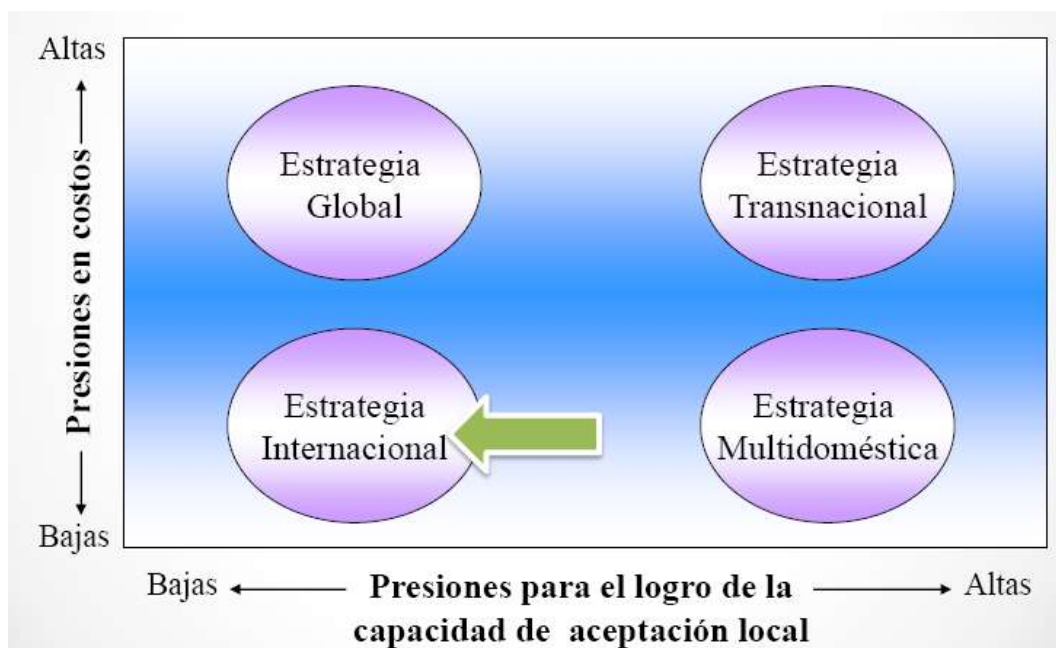 Altas
Presiones en costos
Bajas
Estrategia
Global
Estrategia
Transnacional
Estrategia
Internacional
Estrategia
Multidoméstica
Bajas
Presiones para el logro de la
capacidad de aceptación local
Altas